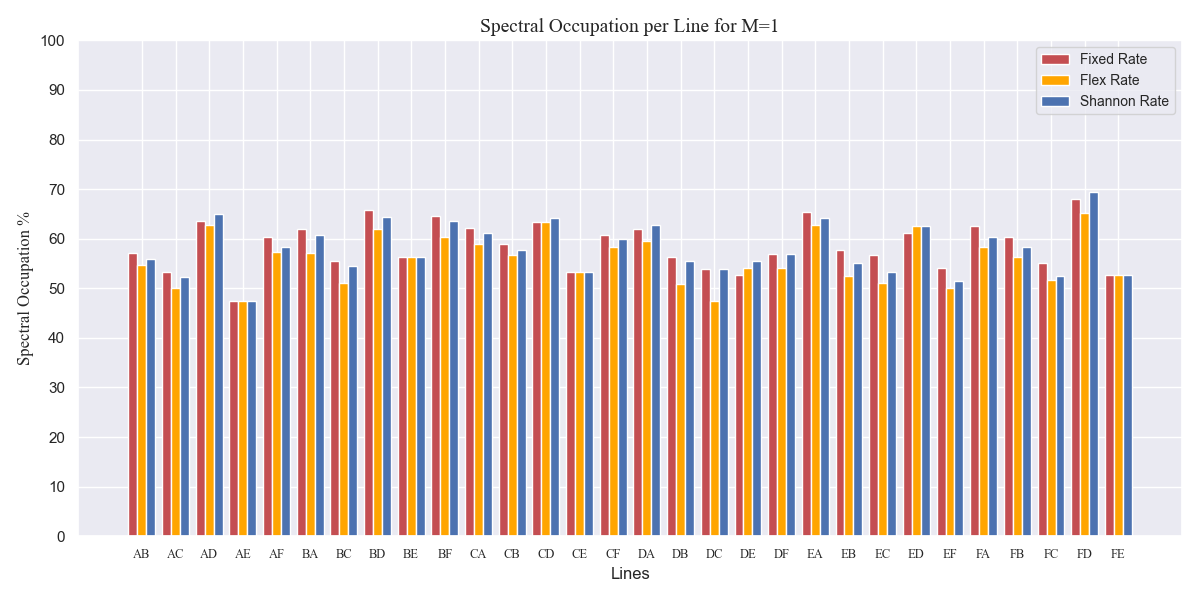 Spectral Occupation per Line for M=1
Fixed Rate
Flex Rate
Shannon Rate
Spectral Occupation %
100
90
80
70
60
50
40
30
20
10
0
AB AC AD AE AF BA BC BD BE BF CA CB CD CE CF DA DB DC DE DF EA EB EC ED EF FA FB FC FD FE
Lines